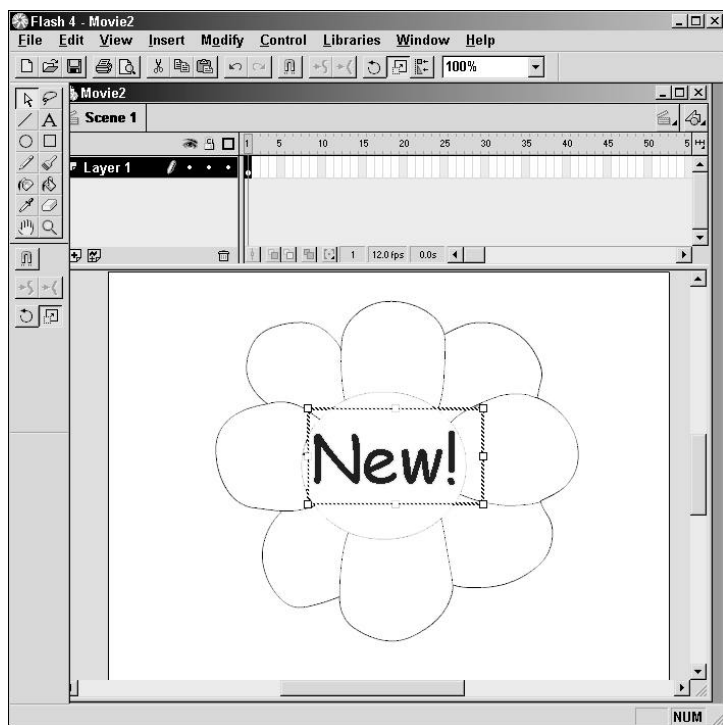 Flash 4 - Movie2
File Edit View Insert Modify Control Libraries Window Help
100%
Movie2
A Scene 1
1 5 10 15 20 25 30 35 40 45 50 5
Layer 1
1 12.0 fps 0.0s
New!
NUM